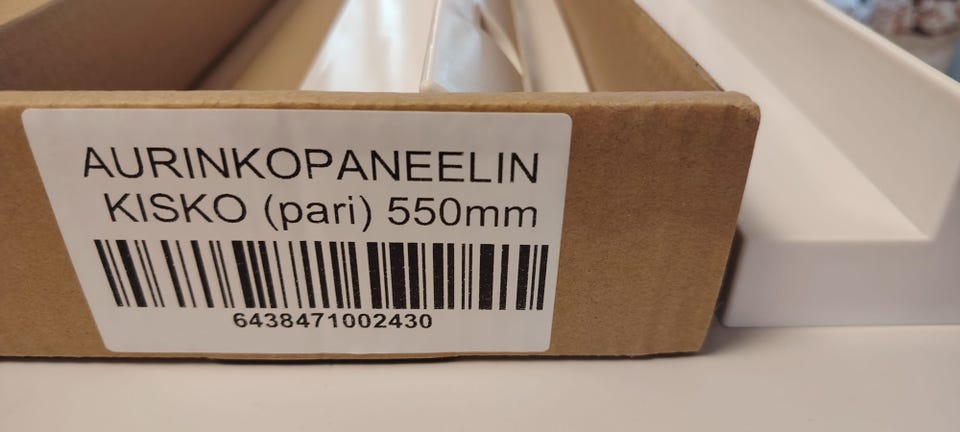 AURINKOPANEELIN
KISKO (pari) 550mm
6438471002430